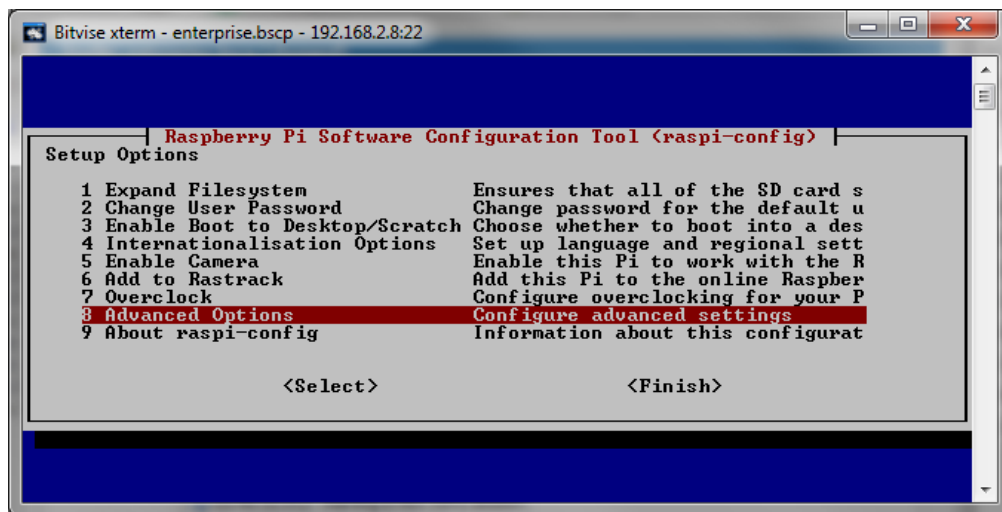 Bitvise xterm - enterprise.bscp - 192.168.2.8:22
Raspberry Pi Software Configuration Tool (raspi-config)
Setup Options
1 Expand Filesystem Ensures that all of the SD card s
2 Change User Password Change password for the default u
3 Enable Boot to Desktop/Scratch Choose whether to boot into a des
4 Internationalisation Options Set up language and regional sett
5 Enable Camera Enable this Pi to work with the R
6 Add to Rastrack Add this Pi to the online Raspber
7 Overclock Configure overclocking for your P
8 Advanced Options Configure advanced settings
9 About raspi-config Information about this configurat
<Select> <Finish>